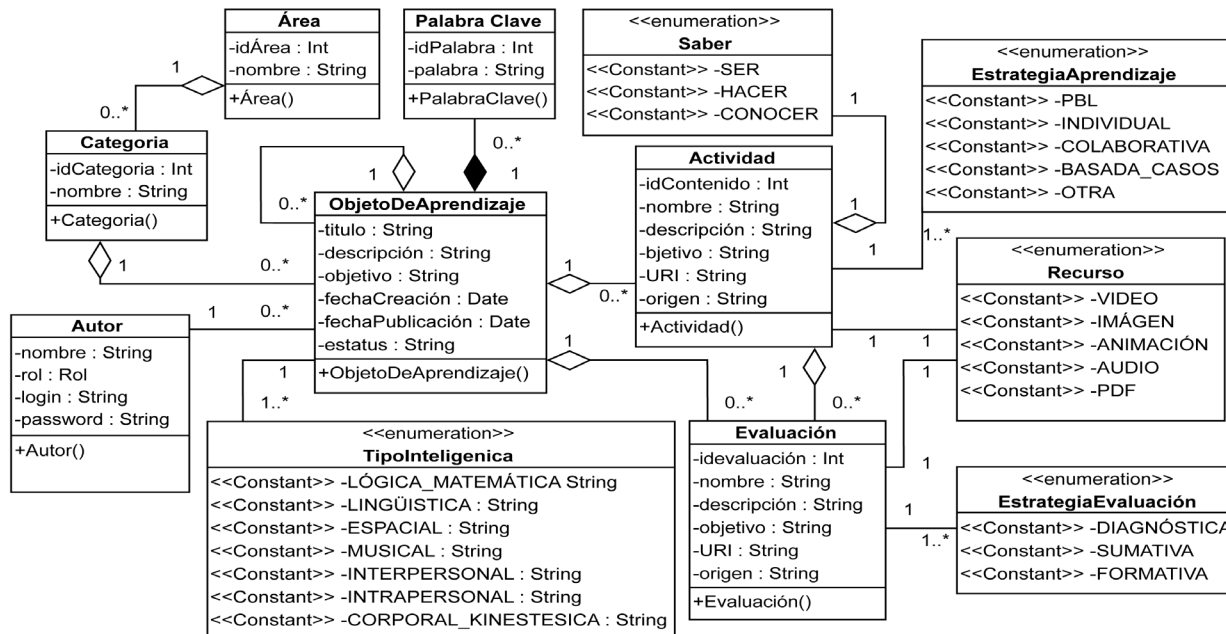 Área
-idÁrea : Int
-nombre : String
+Área()
Palabra Clave
-idPalabra : Int
-palabra : String
+PalabraClave()
<<enumeration>>
Saber
<<Constant>> -SER
<<Constant>> -HACER
<<Constant>> -CONOCER
<<enumeration>>
EstrategiaAprendizaje
<<Constant>> -PBL
<<Constant>> -INDIVIDUAL
<<Constant>> -COLABORATIVA
<<Constant>> -BASADA_CASOS
<<Constant>> -OTRA
1
0..*
Categoria
-idCategoria : Int
-nombre : String
+Categoria()
1
0..*
0..*
1
1
0..*
ObjetoDeAprendizaje
-titulo : String
-descripción : String
-objetivo : String
-fechaCreación : Date
-fechaPublicación : Date
-estatus : String
+ObjetoDeAprendizaje()
1
1
Actividad
-idContenido : Int
-nombre : String
-descripción : String
-bjetivo : String
-URI : String
-origen : String
+Actividad()
1
0..*
1
1..*
<<enumeration>>
Recurso
<<Constant>> -VIDEO
<<Constant>> -IMÁGEN
<<Constant>> -ANIMACIÓN
<<Constant>> -AUDIO
<<Constant>> -PDF
1
0..*
Autor
-nombre : String
-rol : Rol
-login : String
-password : String
+Autor()
1
1..*
1
0..*
1
0..*
1
1
1
1
<<enumeration>>
TipoInteligenica
<<Constant>> -LÓGICA_MATEMÁTICA String
<<Constant>> -LINGÜISTICA : String
<<Constant>> -ESPACIAL : String
<<Constant>> -MUSICAL : String
<<Constant>> -INTERPERSONAL : String
<<Constant>> -INTRAPERSONAL : String
<<Constant>> -CORPORAL_KINESTESICA : String
Evaluación
-idevaluación : Int
-nombre : String
-descripción : String
-objetivo : String
-URI : String
-origen : String
+Evaluación()
1
1..*
<<enumeration>>
EstrategiaEvaluación
<<Constant>> -DIAGNÓSTICA
<<Constant>> -SUMATIVA
<<Constant>> -FORMATIVA